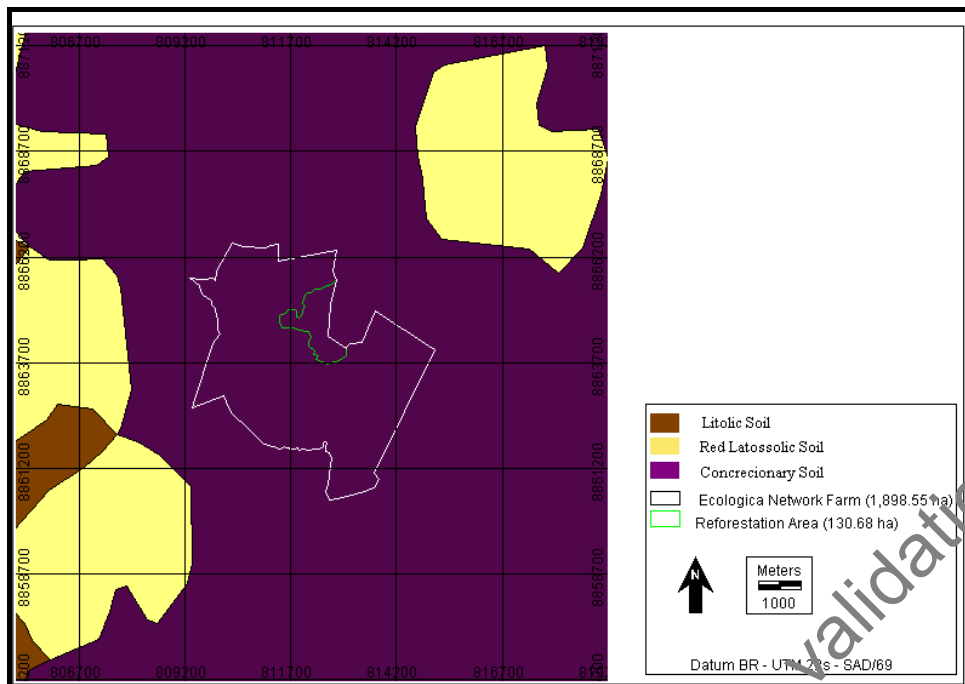 806700 809200 811700 814200 816700
8868700 8868700
8866200 8866200
8863700 8863700
8861200 8861200
8858700 8858700
806700 809200 811700 814200 816700
Litolic Soil
Red Latossolic Soil
Concrecionary Soil
Ecologica Network Farm (1,898.55 ha)
Reforestation Area (130.68 ha)
N
Meters
1000
validatio
Datum BR - UTM 22s - SAD/69